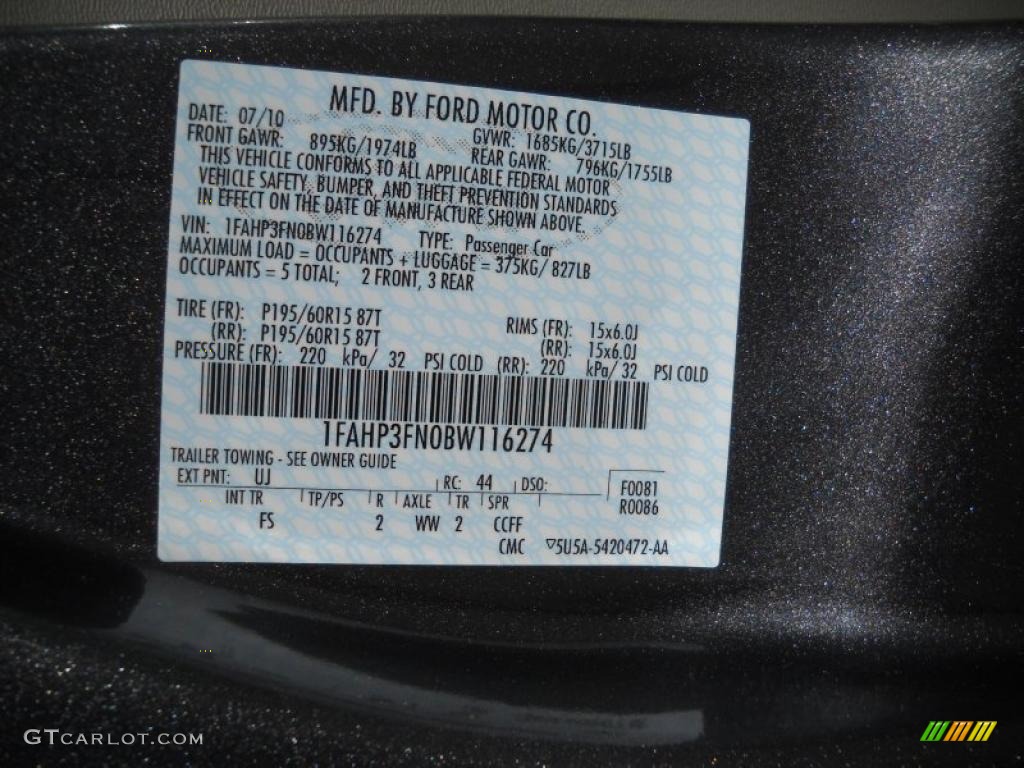 MFD. BY FORD MOTOR CO.
DATE: 07/10 GVWR: 1685KG/3715LB
FRONT GAWR: 895KG/1974LB REAR GAWR: 796KG/1755LB
THIS VEHICLE CONFORMS TO ALL APPLICABLE FEDERAL MOTOR
VEHICLE SAFETY, BUMPER, AND THEFT PREVENTION STANDARDS
IN EFFECT ON THE DATE OF MANUFACTURE SHOWN ABOVE.
VIN: 1FAHP3FN0BW116274 TYPE: Passenger Car
MAXIMUM LOAD = OCCUPANTS + LUGGAGE = 375KG/ 827LB
OCCUPANTS = 5 TOTAL; 2 FRONT, 3 REAR
TIRE (FR): P195/60R15 87T RIMS (FR): 15x6.0J
(RR): P195/60R15 87T (RR): 15x6.0J
PRESSURE (FR): 220 kPa/ 32 PSI COLD (RR): 220 kPa/ 32 PSI COLD
1FAHP3FN0BW116274
TRAILER TOWING - SEE OWNER GUIDE
EXT PNT: UJ RC: 44 DSO: F0081
R0086
INT TR TP/PS R AXLE TR SPR
FS 2 WW 2 CCFF
CMC ▽5U5A-5420472-AA
GTCARLOT.COM